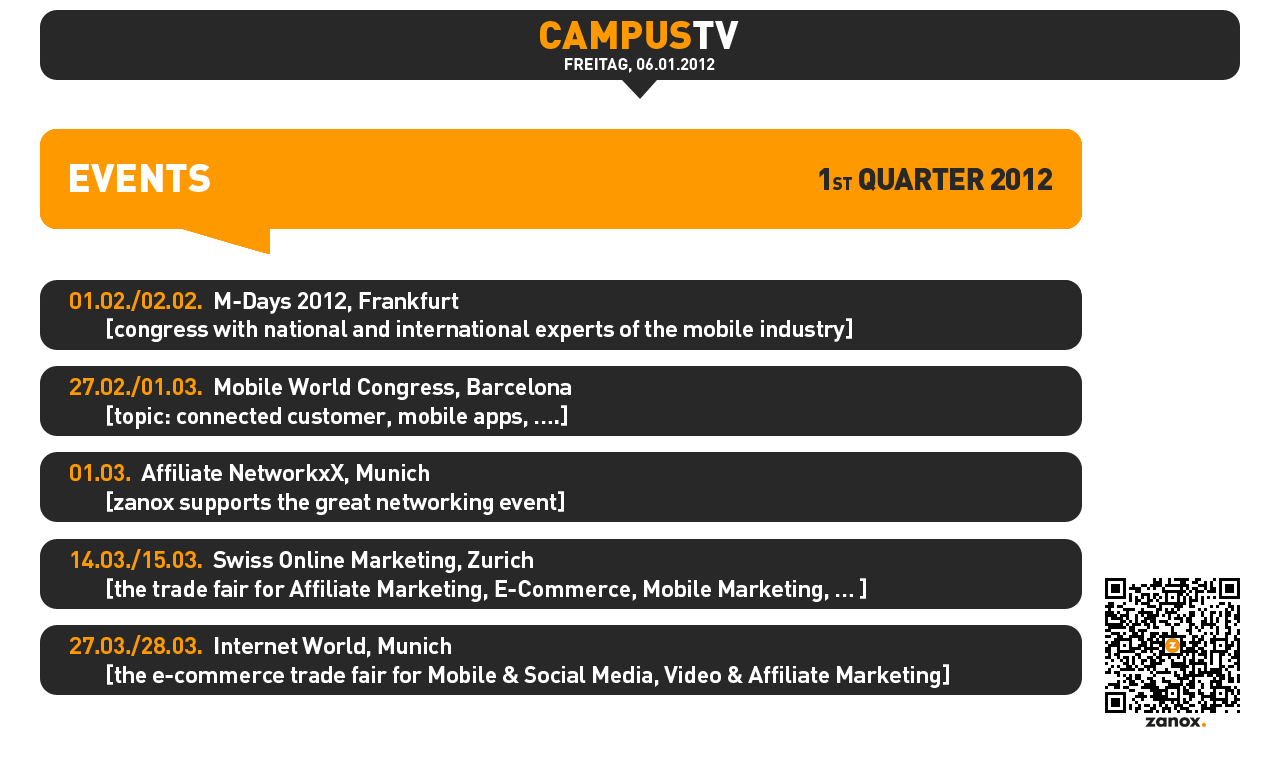 CAMPUSTV
FREITAG, 06.01.2012
EVENTS
1ST QUARTER 2012
01.02./02.02. M-Days 2012, Frankfurt
[congress with national and international experts of the mobile industry]
27.02./01.03. Mobile World Congress, Barcelona
[topic: connected customer, mobile apps, ....]
01.03. Affiliate NetworkxX, Munich
[zanox supports the great networking event]
14.03./15.03. Swiss Online Marketing, Zurich
[the trade fair for Affiliate Marketing, E-Commerce, Mobile Marketing, ... ]
27.03./28.03. Internet World, Munich
[the e-commerce trade fair for Mobile & Social Media, Video & Affiliate Marketing]
z
zanox.